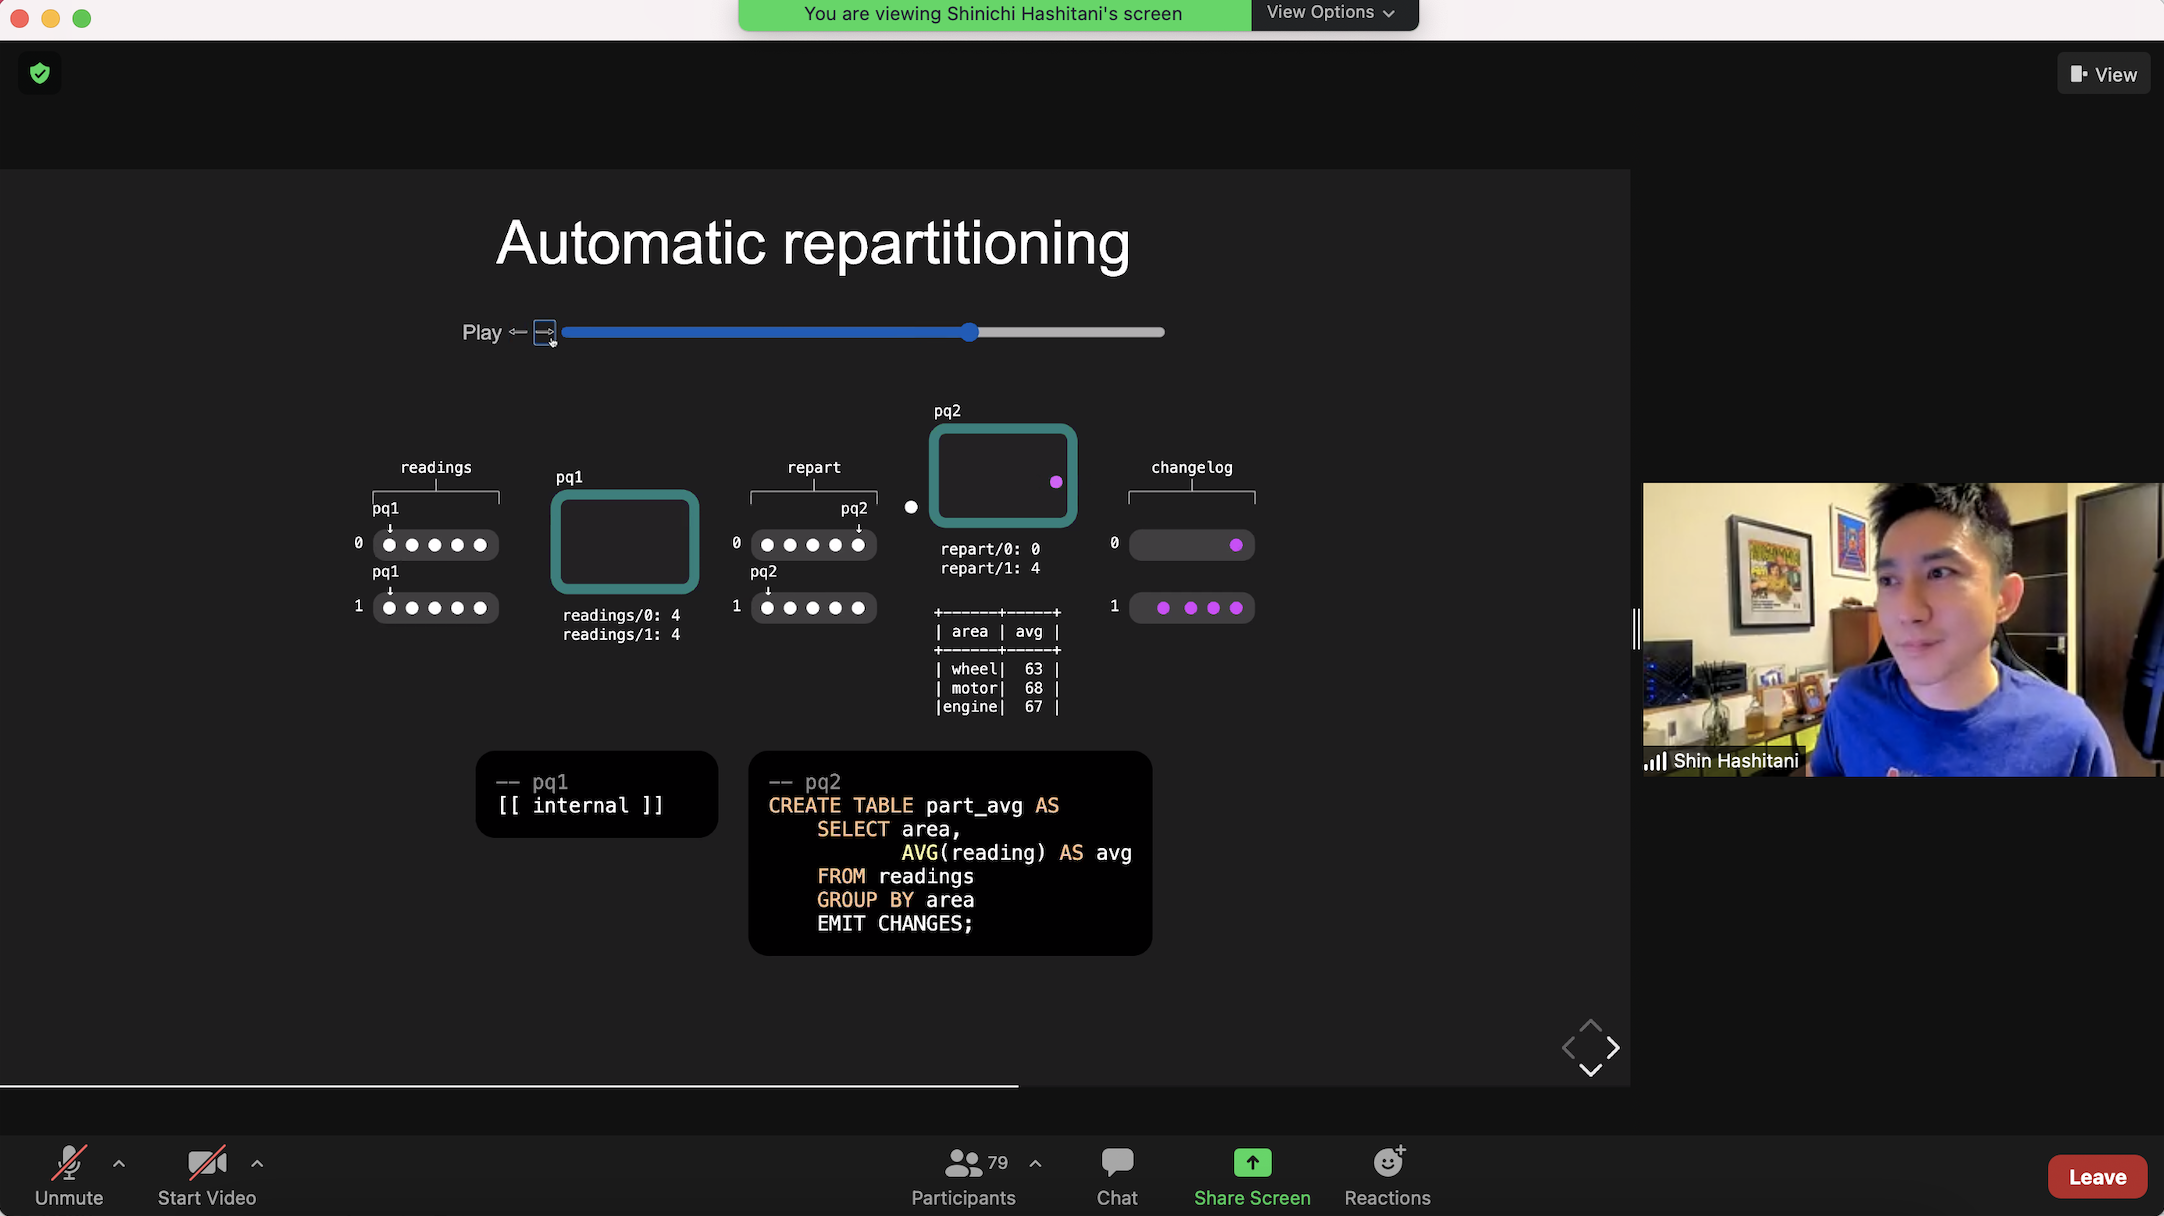 You are viewing Shinichi Hashitani's screen
View Options
View
Automatic repartitioning
Play
pq2
readings
pq1
repart
changelog
pq1
pq2
0
0
0
repart/0: 0
repart/1: 4
pq1
pq2
1
1
1
readings/0: 4
readings/1: 4
+------+-----+
| area | avg |
+------+-----+
| wheel| 63 |
| motor| 68 |
|engine| 67 |
-- pq1
[[ internal ]]
-- pq2
CREATE TABLE part_avg AS
SELECT area,
AVG(reading) AS avg
FROM readings
GROUP BY area
EMIT CHANGES;
Shin Hashitani
Unmute
Start Video
79
Participants
Chat
Share Screen
Reactions
Leave